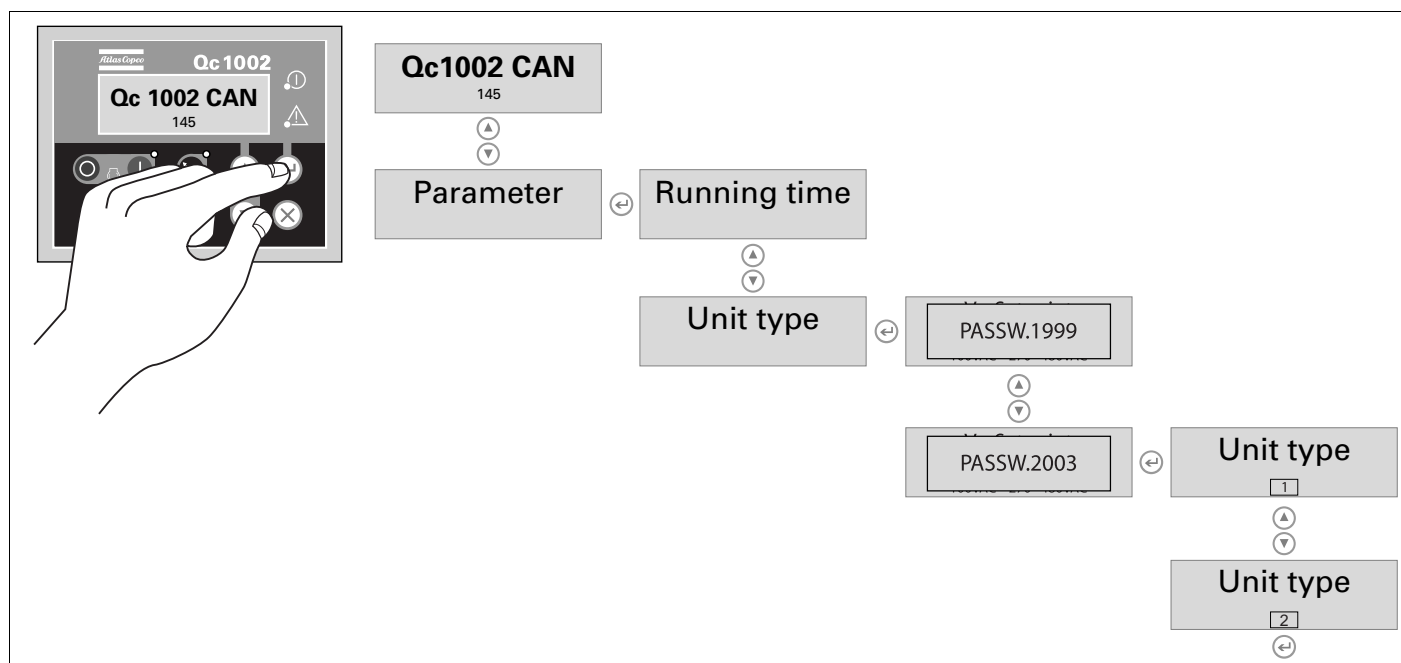 Atlas Copco
Qc1002
Qc 1002 CAN
145
Qc1002 CAN
145
Parameter
Running time
Unit type
PASSW.1999
PASSW.2003
Unit type
1
Unit type
2